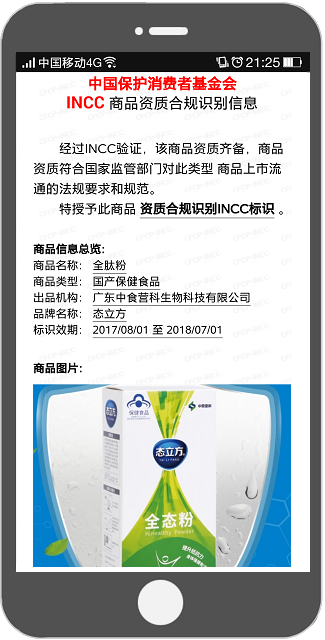 中国移动4G 21:25
中国保护消费者基金会
INCC 商品资质合规识别信息
经过INCC验证，该商品资质齐备，商品
资质符合国家监管部门对此类型 商品上市流
通的法规要求和规范。
特授予此商品 资质合规识别INCC标识 。
商品信息总览:
商品名称： 全肽粉
商品类型： 国产保健食品
出品机构： 广东中食营科生物科技有限公司
品牌名称： 态立方
标识效期： 2017/08/01 至 2018/07/01
商品图片：
保健食品
态立方
全态粉
提升抵抗力